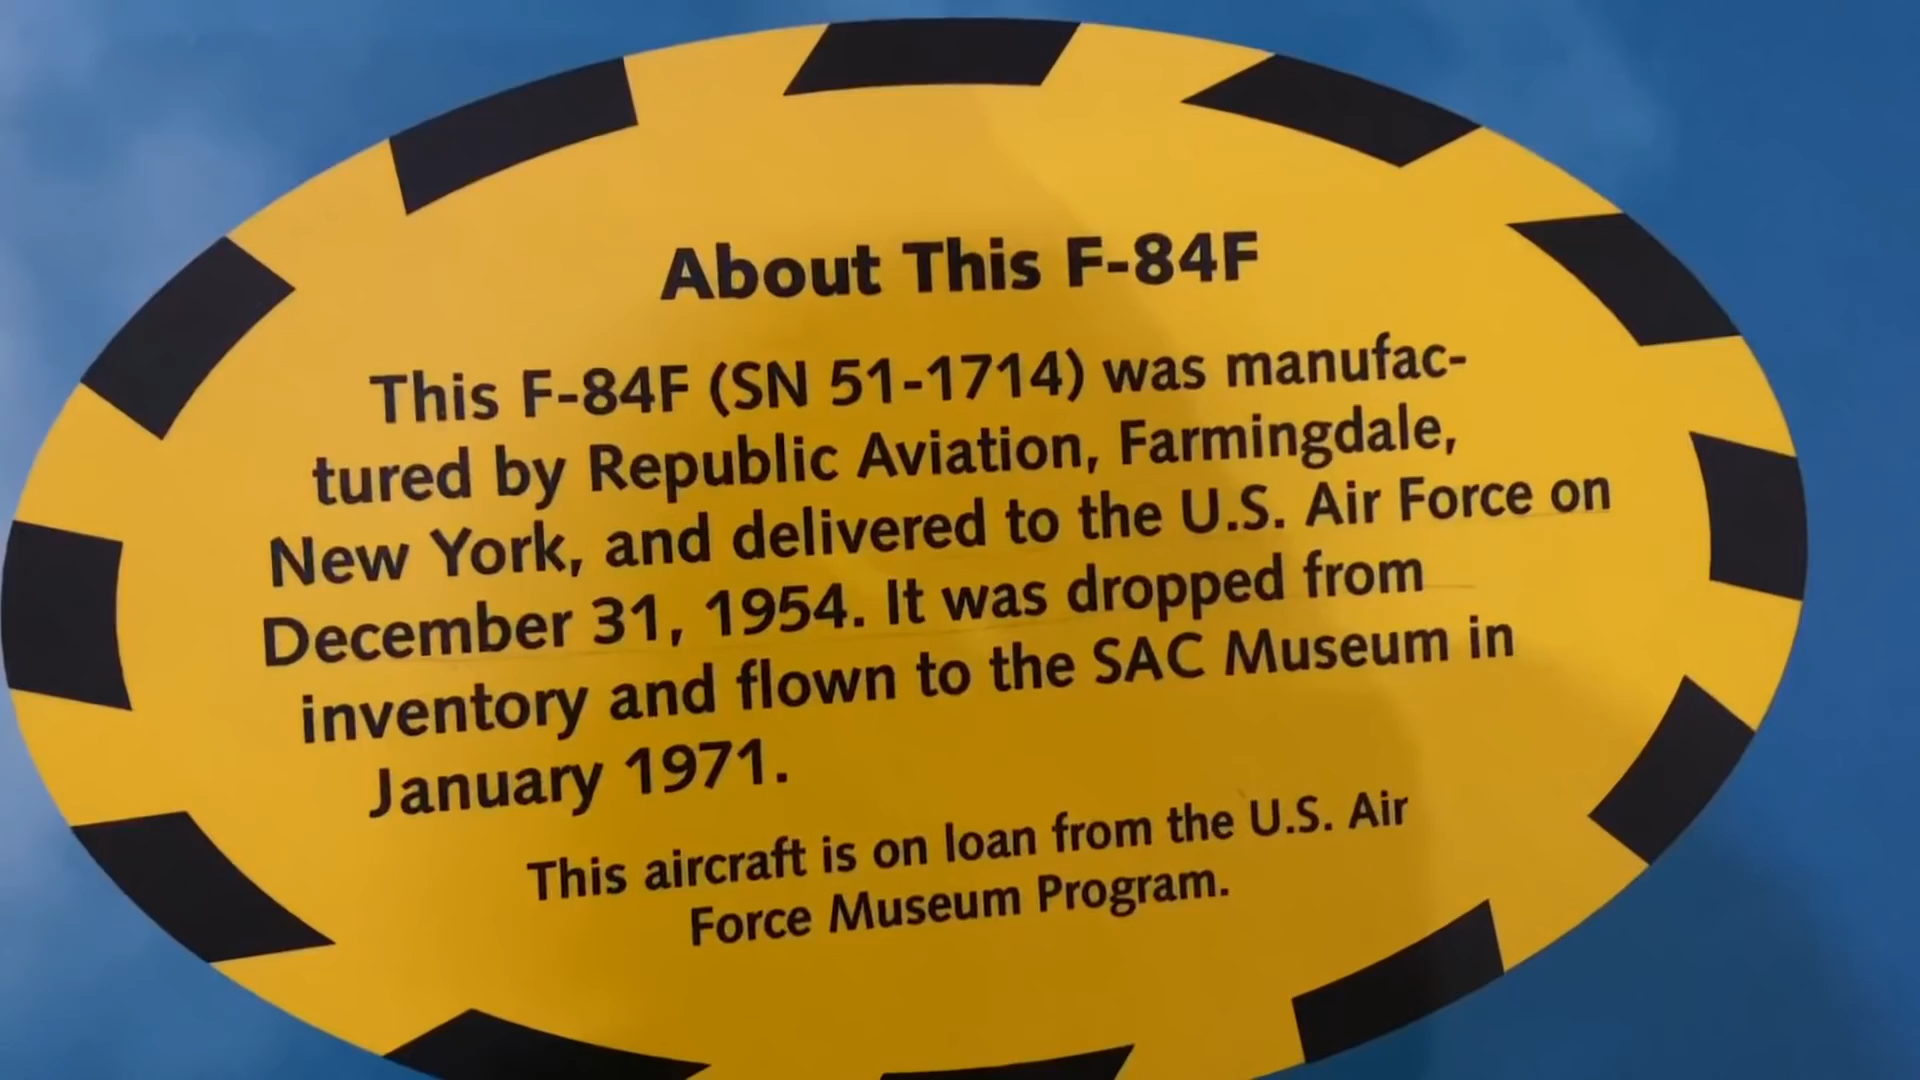 About This F-84F
This F-84F (SN 51-1714) was manufac-
tured by Republic Aviation, Farmingdale,
New York, and delivered to the U.S. Air Force on
December 31, 1954. It was dropped from
inventory and flown to the SAC Museum in
January 1971.
This aircraft is on loan from the U.S. Air
Force Museum Program.